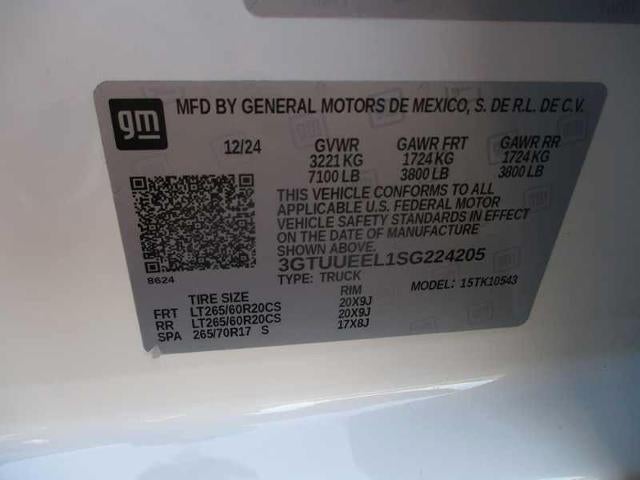 gm MFD BY GENERAL MOTORS DE MEXICO, S. DE R.L. DE C.V.
12/24 GVWR GAWR FRT GAWR RR
3221 KG 1724 KG 1724 KG
7100 LB 3800 LB 3800 LB
THIS VEHICLE CONFORMS TO ALL
APPLICABLE U.S. FEDERAL MOTOR
VEHICLE SAFETY STANDARDS IN EFFECT
ON THE DATE OF MANUFACTURE
SHOWN ABOVE.
3GTUUEEL1SG224205
8624 TYPE: TRUCK MODEL: 15TK10543
TIRE SIZE RIM
FRT LT265/60R20CS 20X9J
RR LT265/60R20CS 20X9J
SPA 265/70R17 S 17X8J